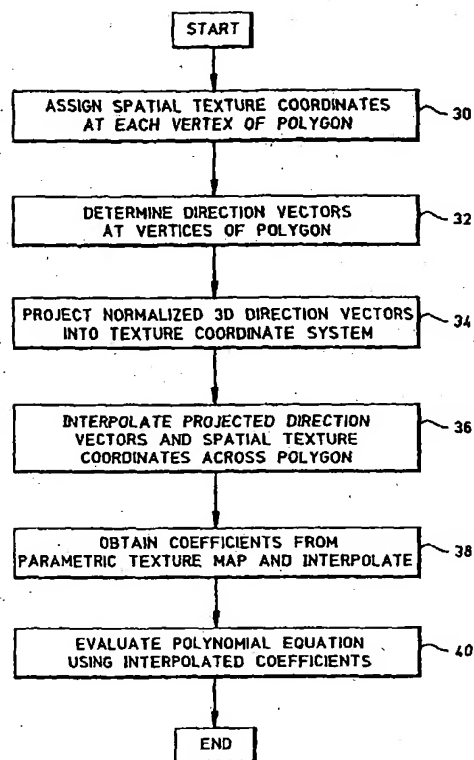 START
ASSIGN SPATIAL TEXTURE COORDINATES
AT EACH VERTEX OF POLYGON
30
DETERMINE DIRECTION VECTORS
AT VERTICES OF POLYGON
32
PROJECT NORMALIZED 3D DIRECTION VECTORS
INTO TEXTURE COORDINATE SYSTEM
34
INTERPOLATE PROJECTED DIRECTION
VECTORS AND SPATIAL TEXTURE
COORDINATES ACROSS POLYGON
36
OBTAIN COEFFICIENTS FROM
PARAMETRIC TEXTURE MAP AND INTERPOLATE
38
EVALUATE POLYNOMIAL EQUATION
USING INTERPOLATED COEFFICIENTS
40
END